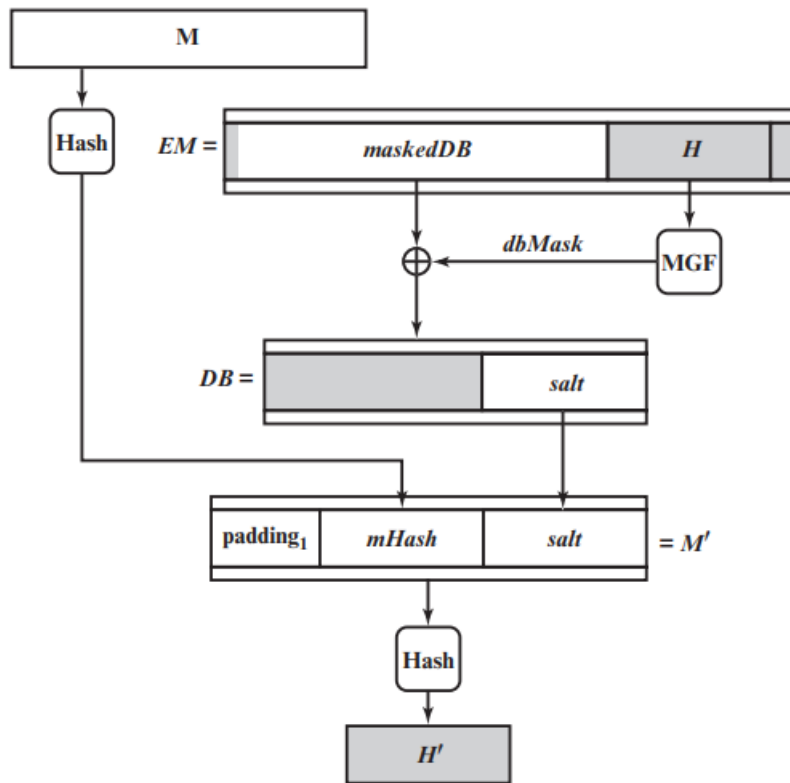 M
Hash
EM =
maskedDB
H
dbMask
MGF
DB =
salt
padding₁
mHash
salt
= M′
Hash
H′